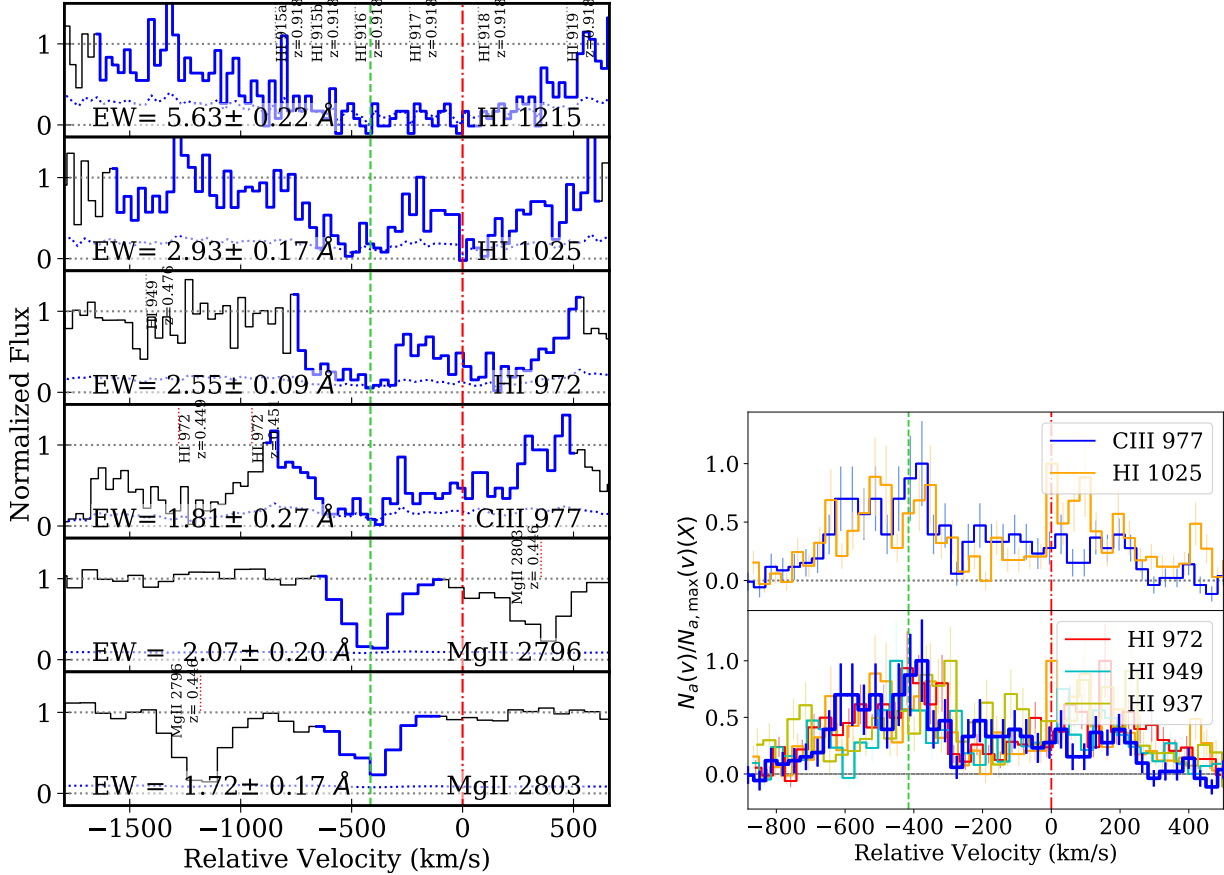 HI 915a
z=0.918
HI 915b
z=0.918
HI 916
z=0.918
HI 917
z=0.918
HI 918
z=0.918
HI 919
z=0.918
1
0
EW= 5.63± 0.22 Å
HI 1215
1
0
EW= 2.93± 0.17 Å
HI 1025
HI 949
z=0.476
1
0
EW= 2.55± 0.09 Å
HI 972
HI 972
z=0.449
HI 972
z=0.451
1
0
EW= 1.81± 0.27 Å
CIII 977
MgII 2803
z= 0.446
1
0
EW = 2.07± 0.20 Å
MgII 2796
MgII 2796
z= 0.446
1
0
EW = 1.72± 0.17 Å
MgII 2803
Normalized Flux
−1500 −1000 −500 0 500
Relative Velocity (km/s)
CIII 977
HI 1025
1.0
0.5
0.0
HI 972
HI 949
HI 937
1.0
0.5
0.0
N_a(v)/N_{a, max}(v)(X)
−800 −600 −400 −200 0 200 400
Relative Velocity (km/s)